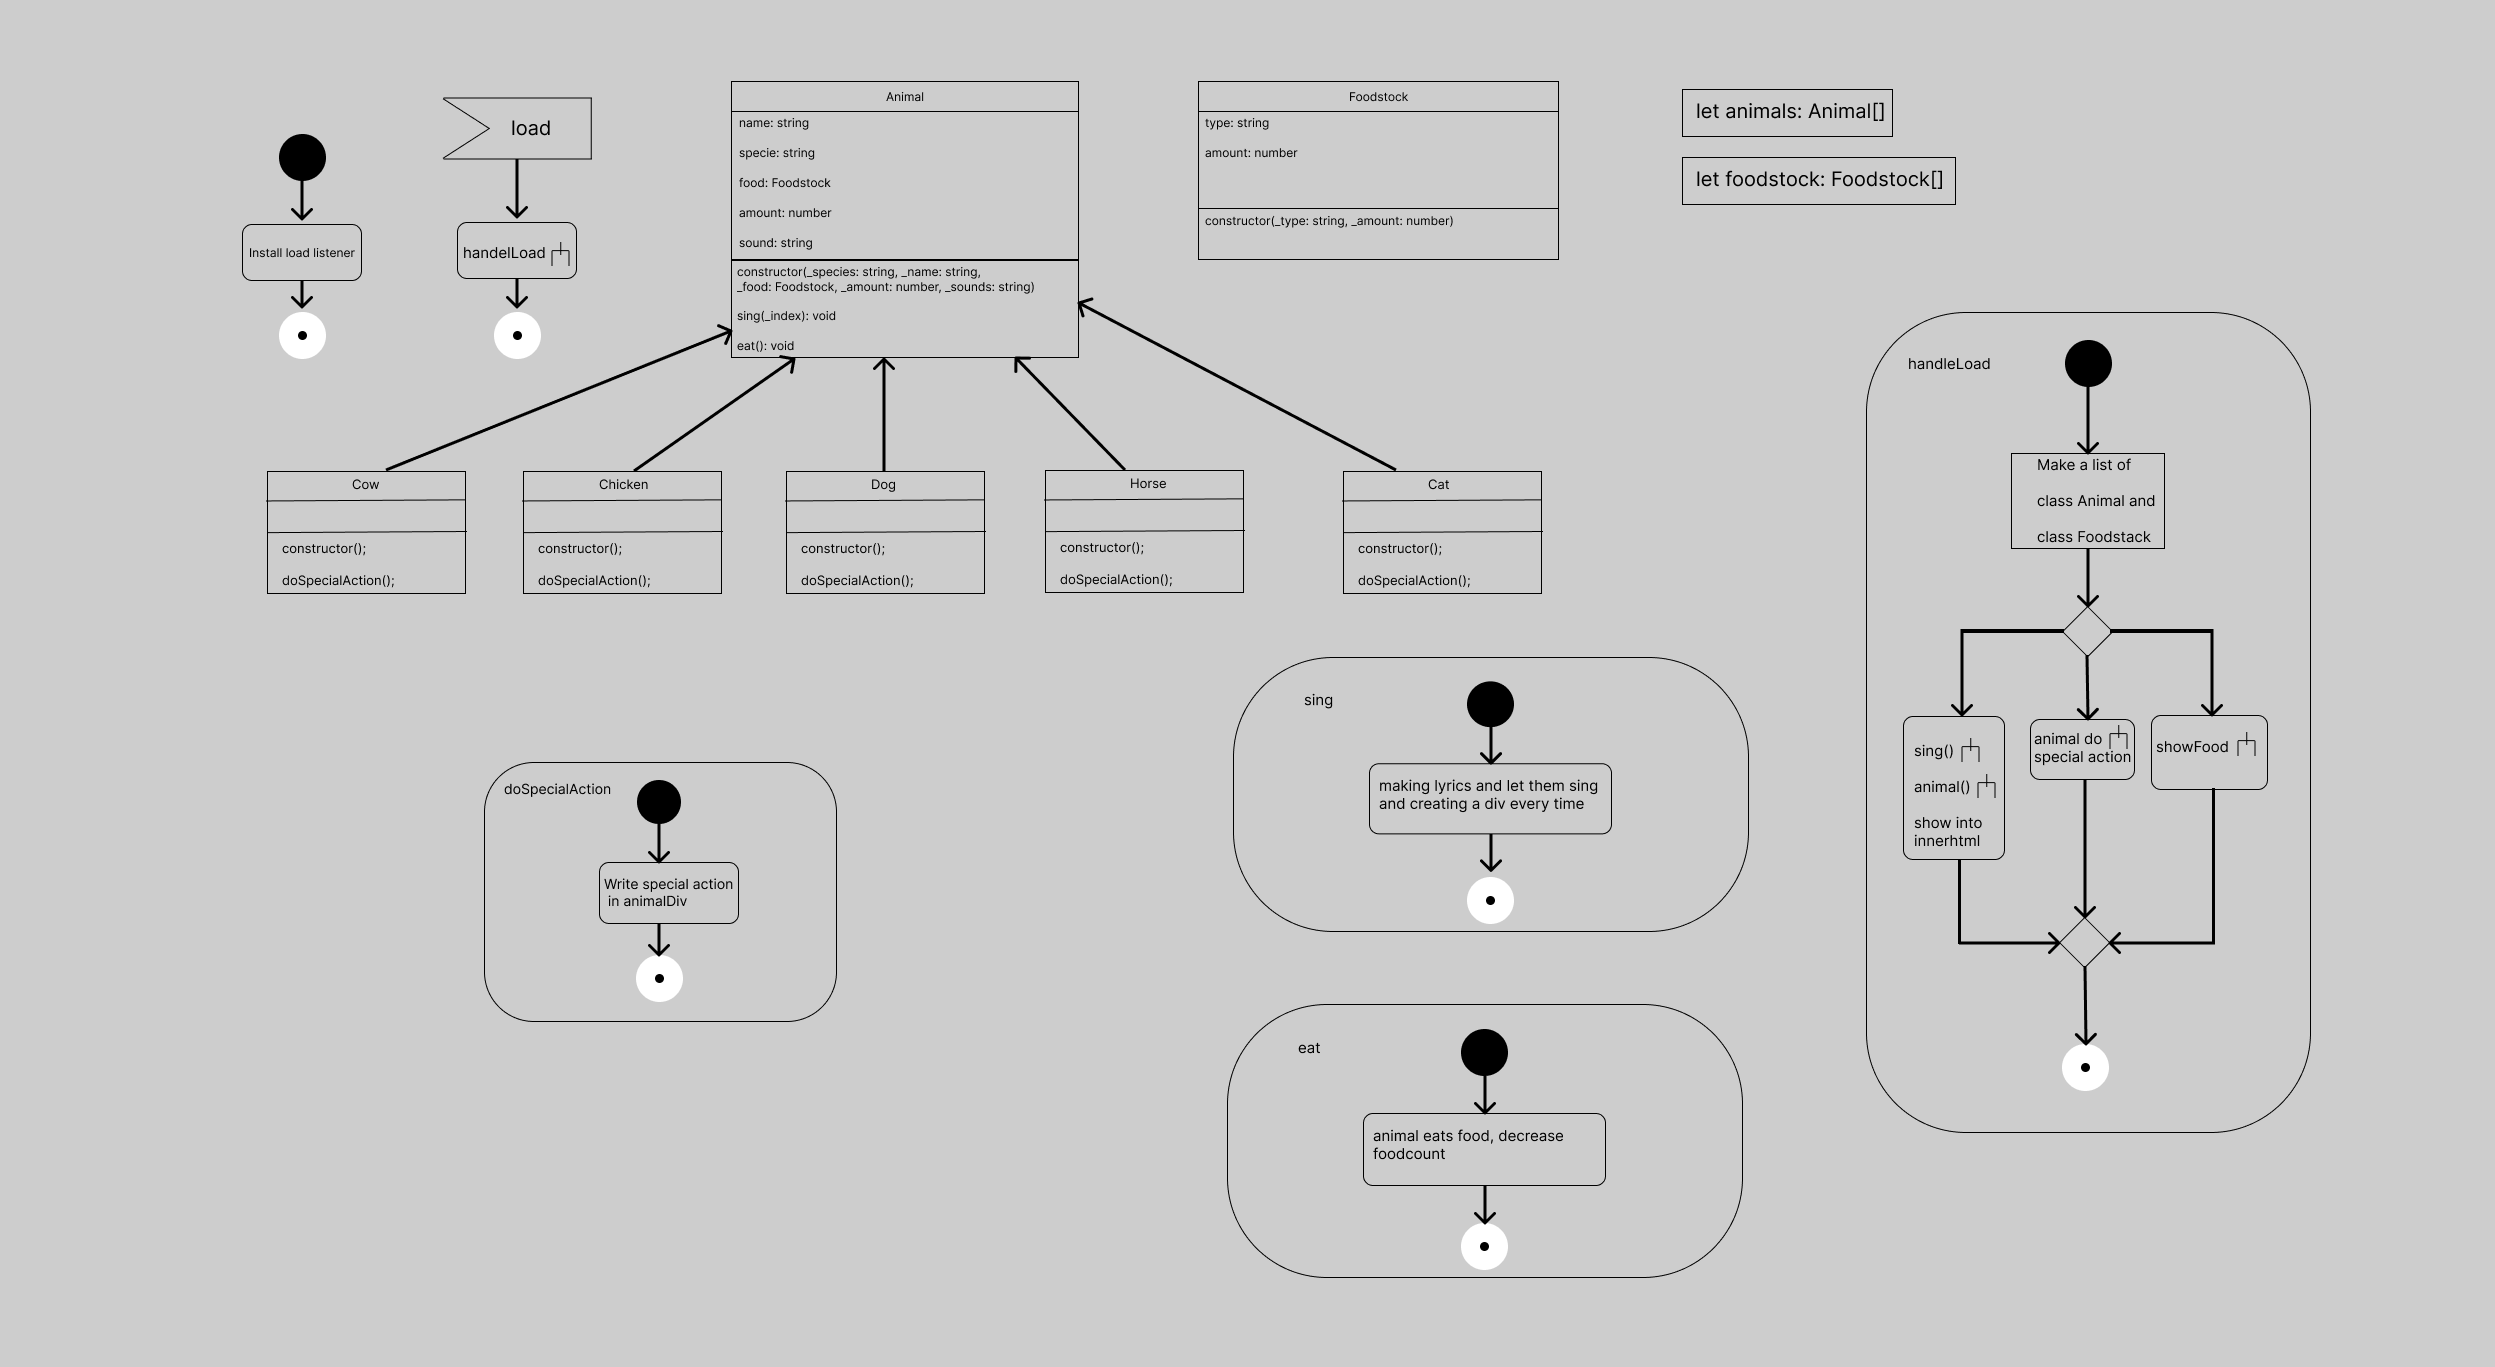 load
Install load listener
handelLoad
Animal
name: string
specie: string
food: Foodstock
amount: number
sound: string
constructor(_species: string, _name: string,
_food: Foodstock, _amount: number, _sounds: string)
sing(_index): void
eat(): void
Foodstock
type: string
amount: number
constructor(_type: string, _amount: number)
let animals: Animal[]
let foodstock: Foodstock[]
Cow
constructor();
doSpecialAction();
Chicken
constructor();
doSpecialAction();
Dog
constructor();
doSpecialAction();
Horse
constructor();
doSpecialAction();
Cat
constructor();
doSpecialAction();
handleLoad
Make a list of
class Animal and
class Foodstack
sing()
animal()
show into
innerhtml
animal do
special action
showFood
sing
making lyrics and let them sing
and creating a div every time
doSpecialAction
Write special action
in animalDiv
eat
animal eats food, decrease
foodcount